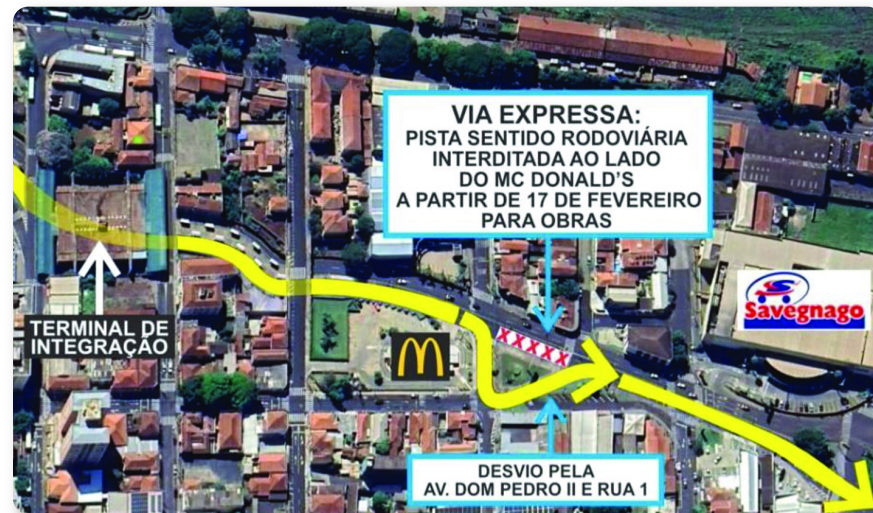 VIA EXPRESSA:
PISTA SENTIDO RODOVIÁRIA
INTERDITADA AO LADO
DO MC DONALD'S
A PARTIR DE 17 DE FEVEREIRO
PARA OBRAS
Savegnago
TERMINAL DE
INTEGRAÇÃO
XXXXX
DESVIO PELA
AV. DOM PEDRO II E RUA 1